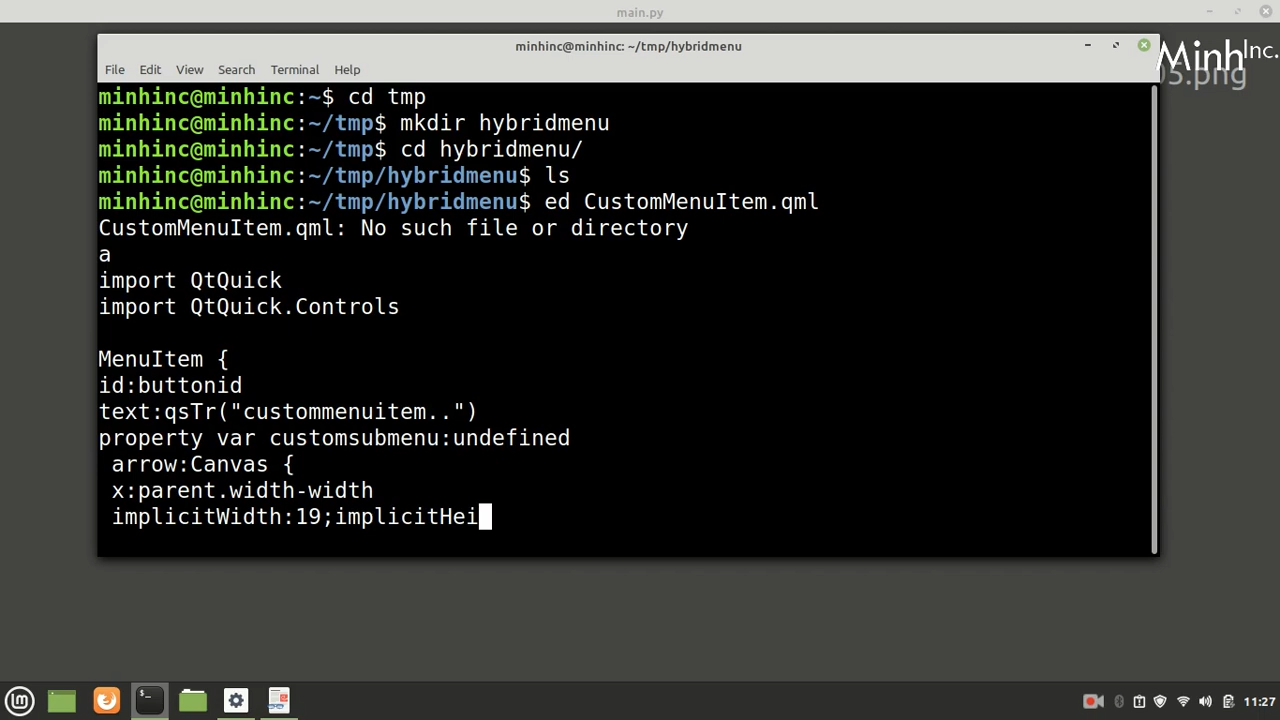 main.py
minhinc@minhinc: ~/tmp/hybridmenu
MinhInc.
05.png
File Edit View Search Terminal Help
minhinc@minhinc:~$ cd tmp
minhinc@minhinc:~/tmp$ mkdir hybridmenu
minhinc@minhinc:~/tmp$ cd hybridmenu/
minhinc@minhinc:~/tmp/hybridmenu$ ls
minhinc@minhinc:~/tmp/hybridmenu$ ed CustomMenuItem.qml
CustomMenuItem.qml: No such file or directory
a
import QtQuick
import QtQuick.Controls
MenuItem {
id:buttonid
text:qsTr("custommenuitem..")
property var customsubmenu:undefined
arrow:Canvas {
x:parent.width-width
implicitWidth:19;implicitHei
11:27